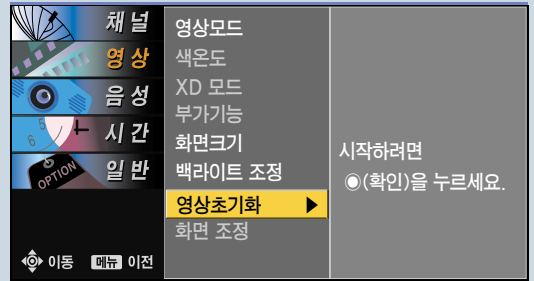 채널
영상
음성
시간
일반
OPTION
5
6
이동
메뉴 이전
영상모드
색온도
XD 모드
부가기능
화면크기
백라이트 조정
영상초기화 ▶
화면 조정
시작하려면
◉(확인)을 누르세요.